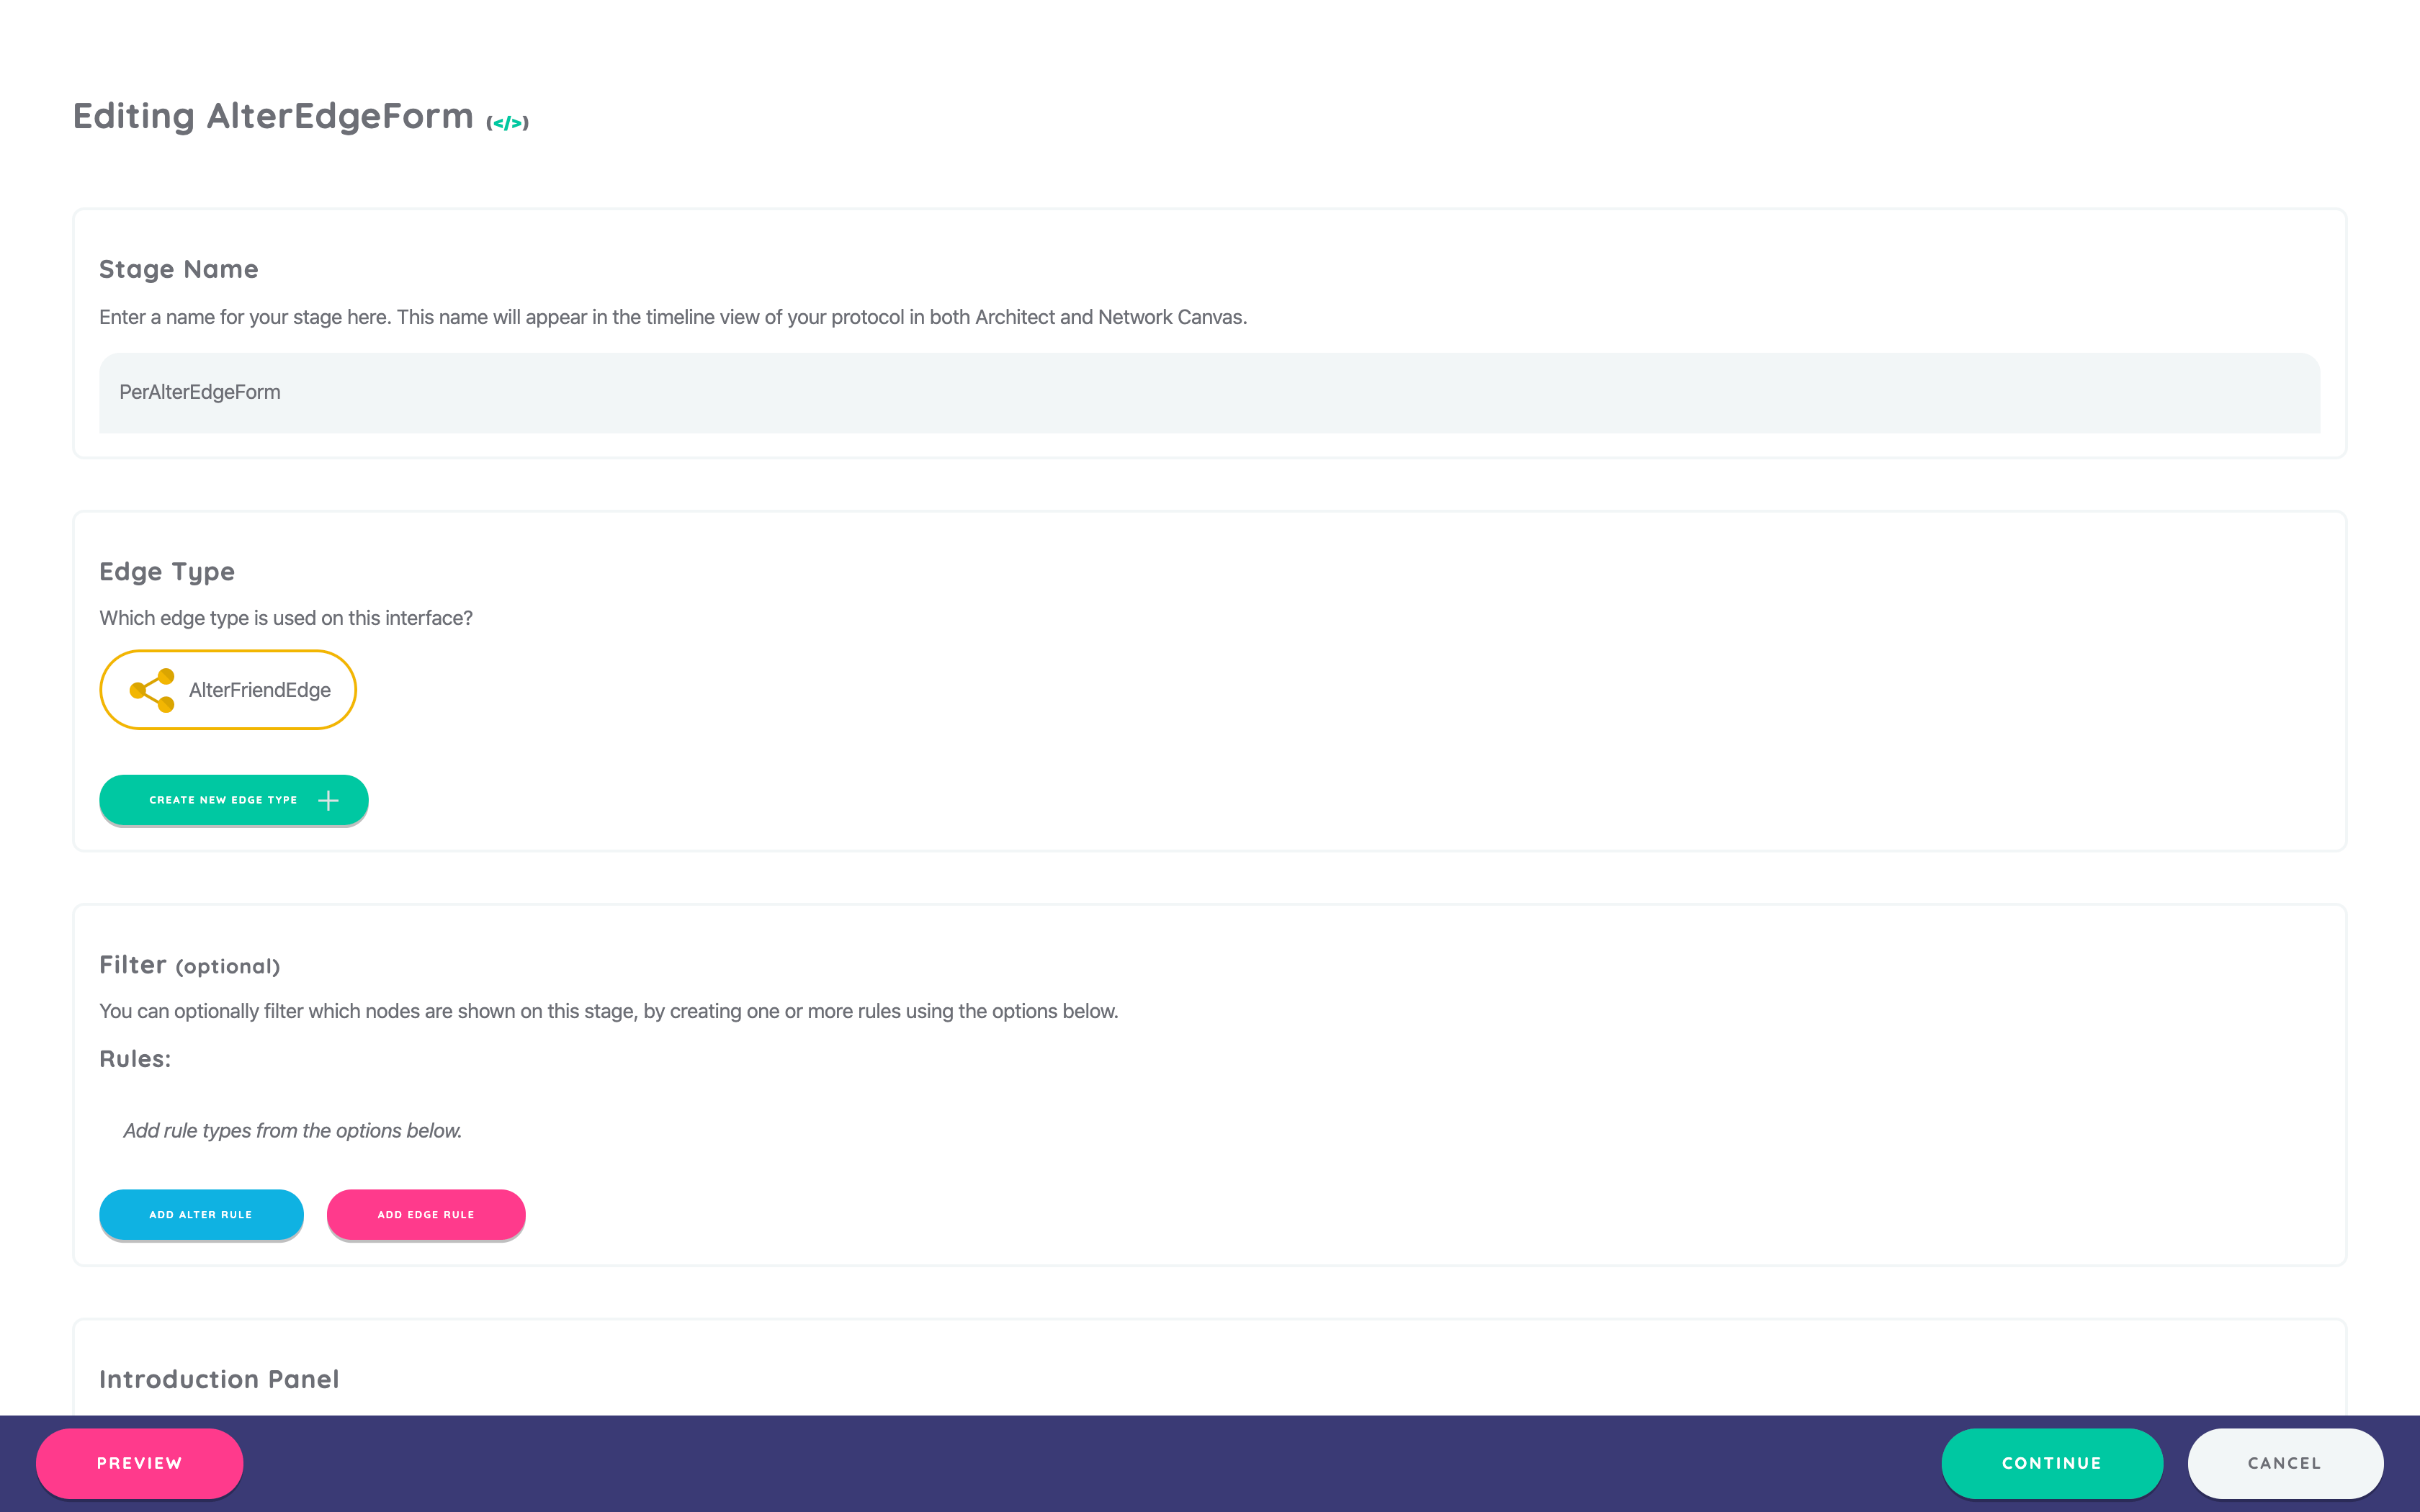 Editing AlterEdgeForm (</>)
Stage Name
Enter a name for your stage here. This name will appear in the timeline view of your protocol in both Architect and Network Canvas.
PerAlterEdgeForm
Edge Type
Which edge type is used on this interface?
AlterFriendEdge
CREATE NEW EDGE TYPE
Filter (optional)
You can optionally filter which nodes are shown on this stage, by creating one or more rules using the options below.
Rules:
Add rule types from the options below.
ADD ALTER RULE ADD EDGE RULE
Introduction Panel
PREVIEW CONTINUE CANCEL